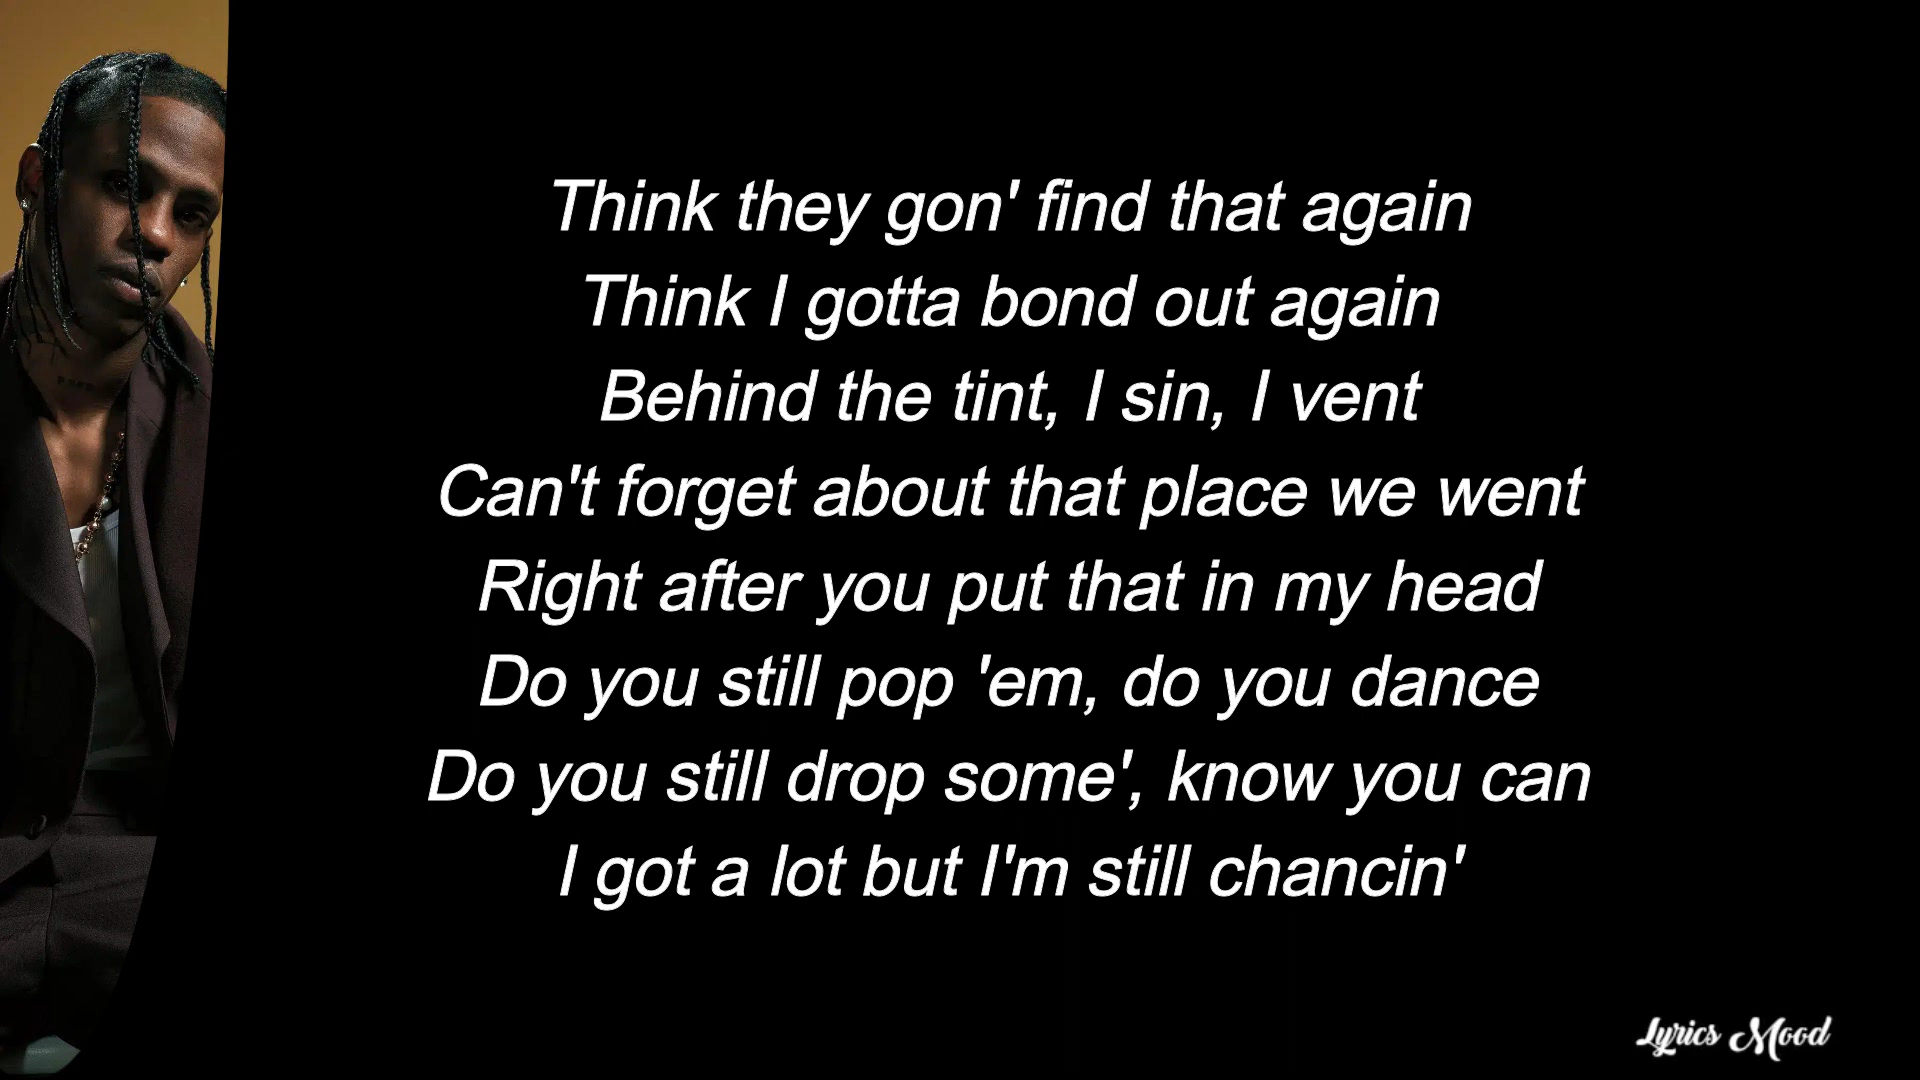 Think they gon' find that again
Think I gotta bond out again
Behind the tint, I sin, I vent
Can't forget about that place we went
Right after you put that in my head
Do you still pop 'em, do you dance
Do you still drop some', know you can
I got a lot but I'm still chancin'
Lyrics Mood